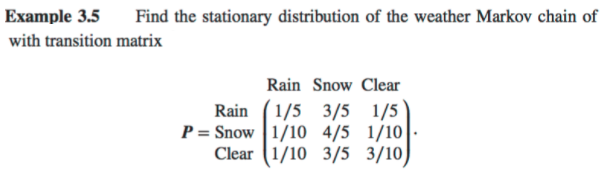 Example 3.5 Find the stationary distribution of the weather Markov chain of
with transition matrix
Rain Snow Clear
Rain 1/5 3/5 1/5
P = Snow 1/10 4/5 1/10 .
Clear 1/10 3/5 3/10